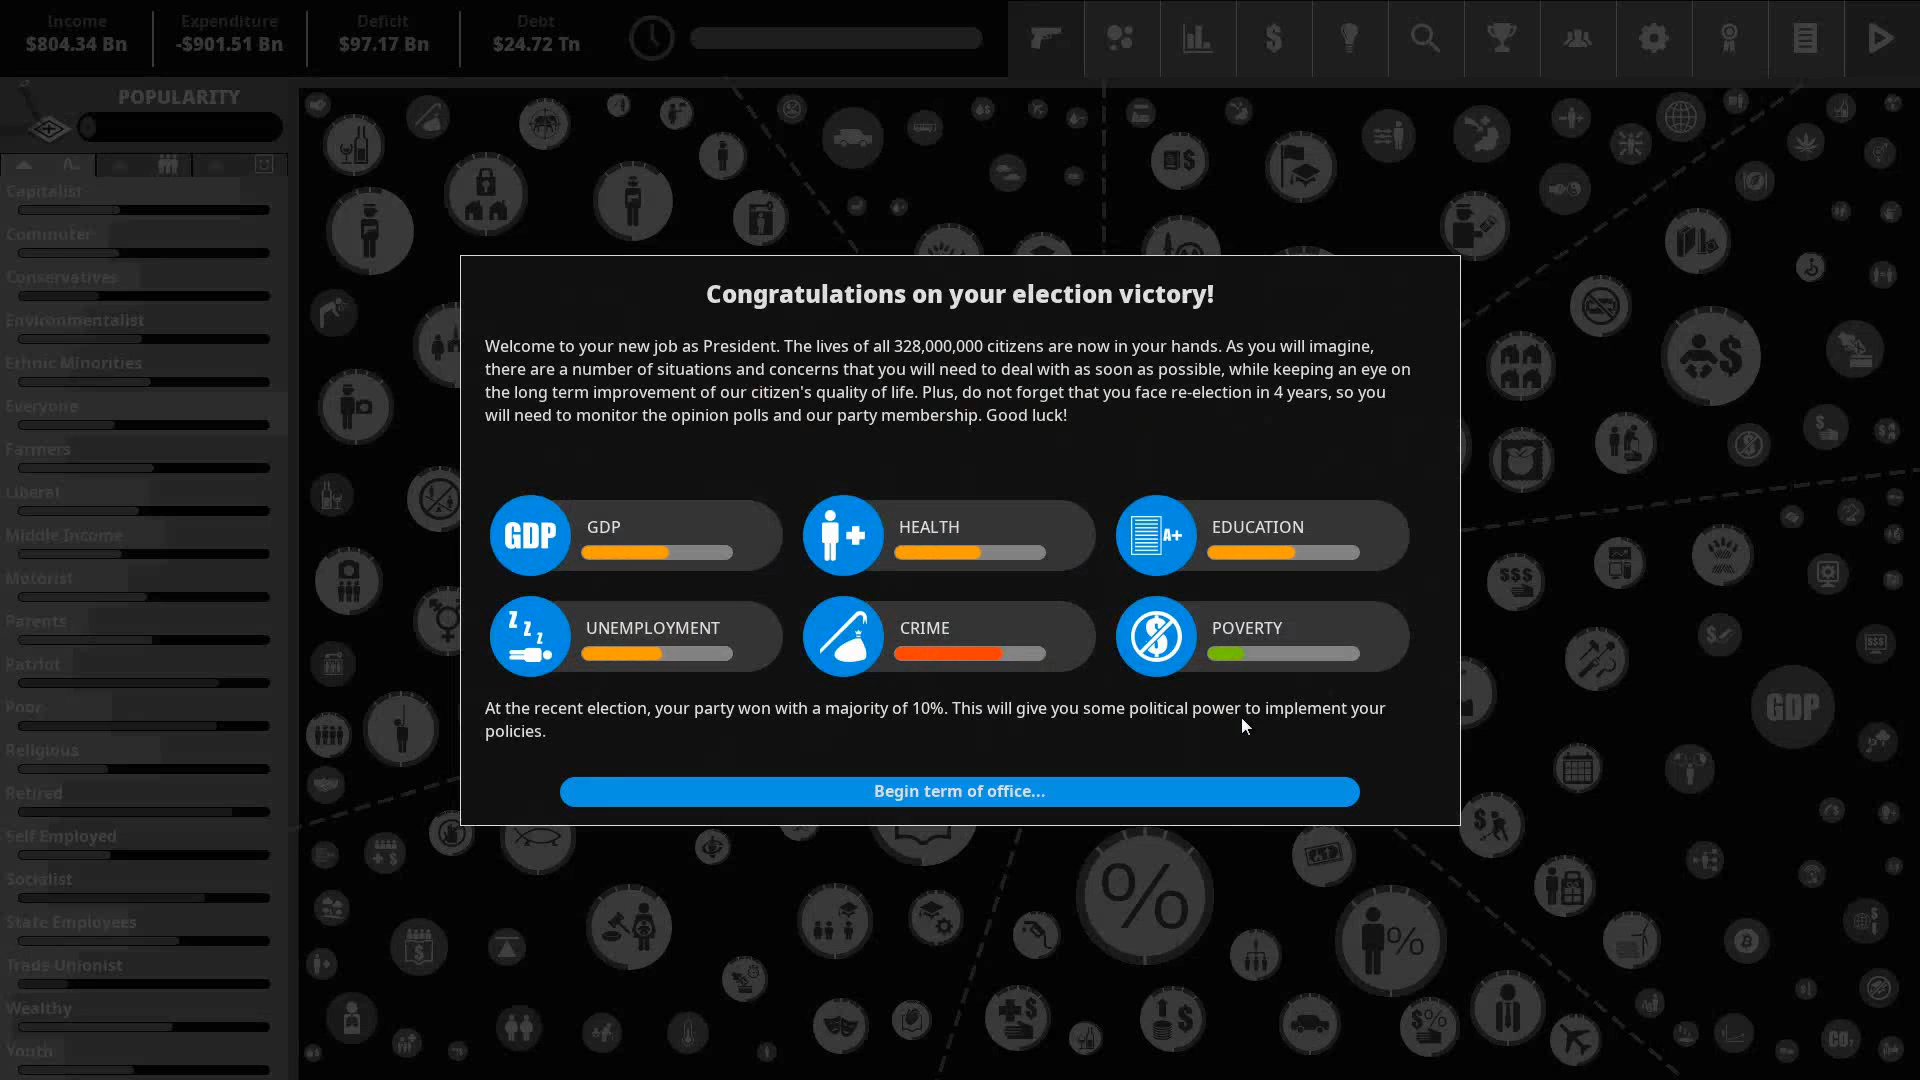 Income
$804.34 Bn
Expenditure
-$901.51 Bn
Deficit
$97.17 Bn
Debt
$24.72 Tn
POPULARITY
Capitalist
Commuter
Conservatives
Environmentalist
Ethnic Minorities
Everyone
Farmers
Liberal
Middle Income
Motorist
Parents
Patriot
Poor
Religious
Retired
Self Employed
Socialist
State Employees
Trade Unionist
Wealthy
Youth
Congratulations on your election victory!
Welcome to your new job as President. The lives of all 328,000,000 citizens are now in your hands. As you will imagine,
there are a number of situations and concerns that you will need to deal with as soon as possible, while keeping an eye on
the long term improvement of our citizen's quality of life. Plus, do not forget that you face re-election in 4 years, so you
will need to monitor the opinion polls and our party membership. Good luck!
GDP
GDP
HEALTH
A+
EDUCATION
Z Z Z
UNEMPLOYMENT
CRIME
$
POVERTY
At the recent election, your party won with a majority of 10%. This will give you some political power to implement your
policies.
Begin term of office...
GDP
%
%
CO₂